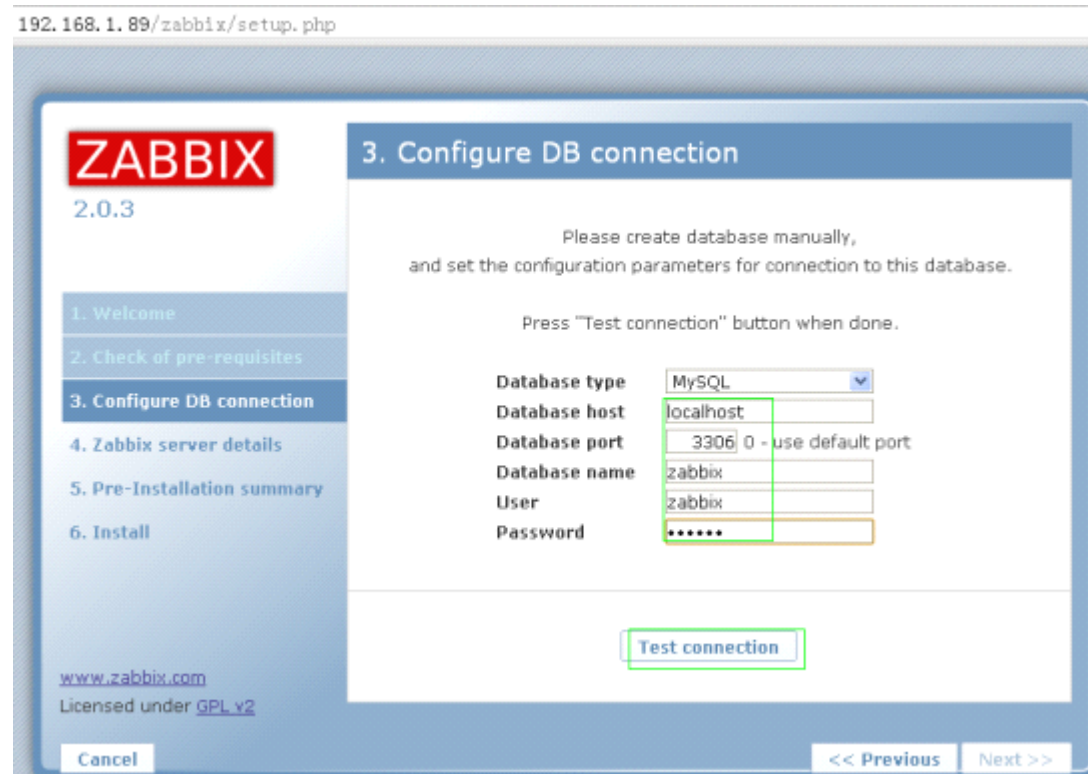 192.168.1.89/zabbix/setup.php
ZABBIX
2.0.3
1. Welcome
2. Check of pre-requisites
3. Configure DB connection
4. Zabbix server details
5. Pre-Installation summary
6. Install
www.zabbix.com
Licensed under GPL v2
3. Configure DB connection
Please create database manually,
and set the configuration parameters for connection to this database.
Press "Test connection" button when done.
Database type MySQL
Database host localhost
Database port 3306 0 - use default port
Database name zabbix
User zabbix
Password ••••••
Test connection
Cancel << Previous Next >>